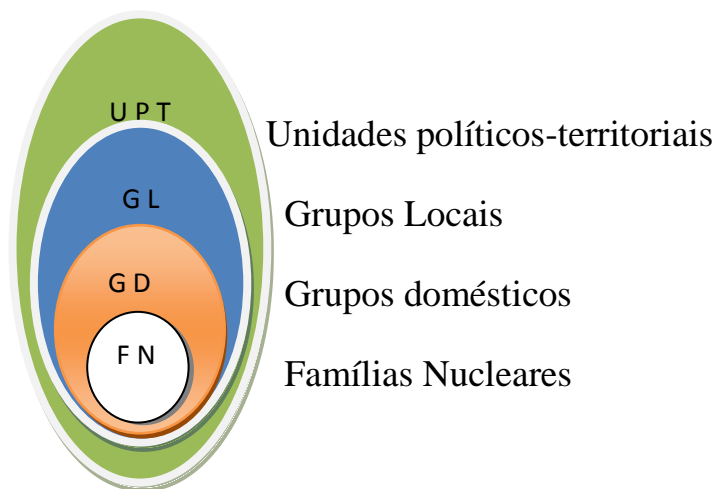 U P T
Unidades políticos-territoriais
G L
Grupos Locais
G D
Grupos domésticos
F N
Famílias Nucleares